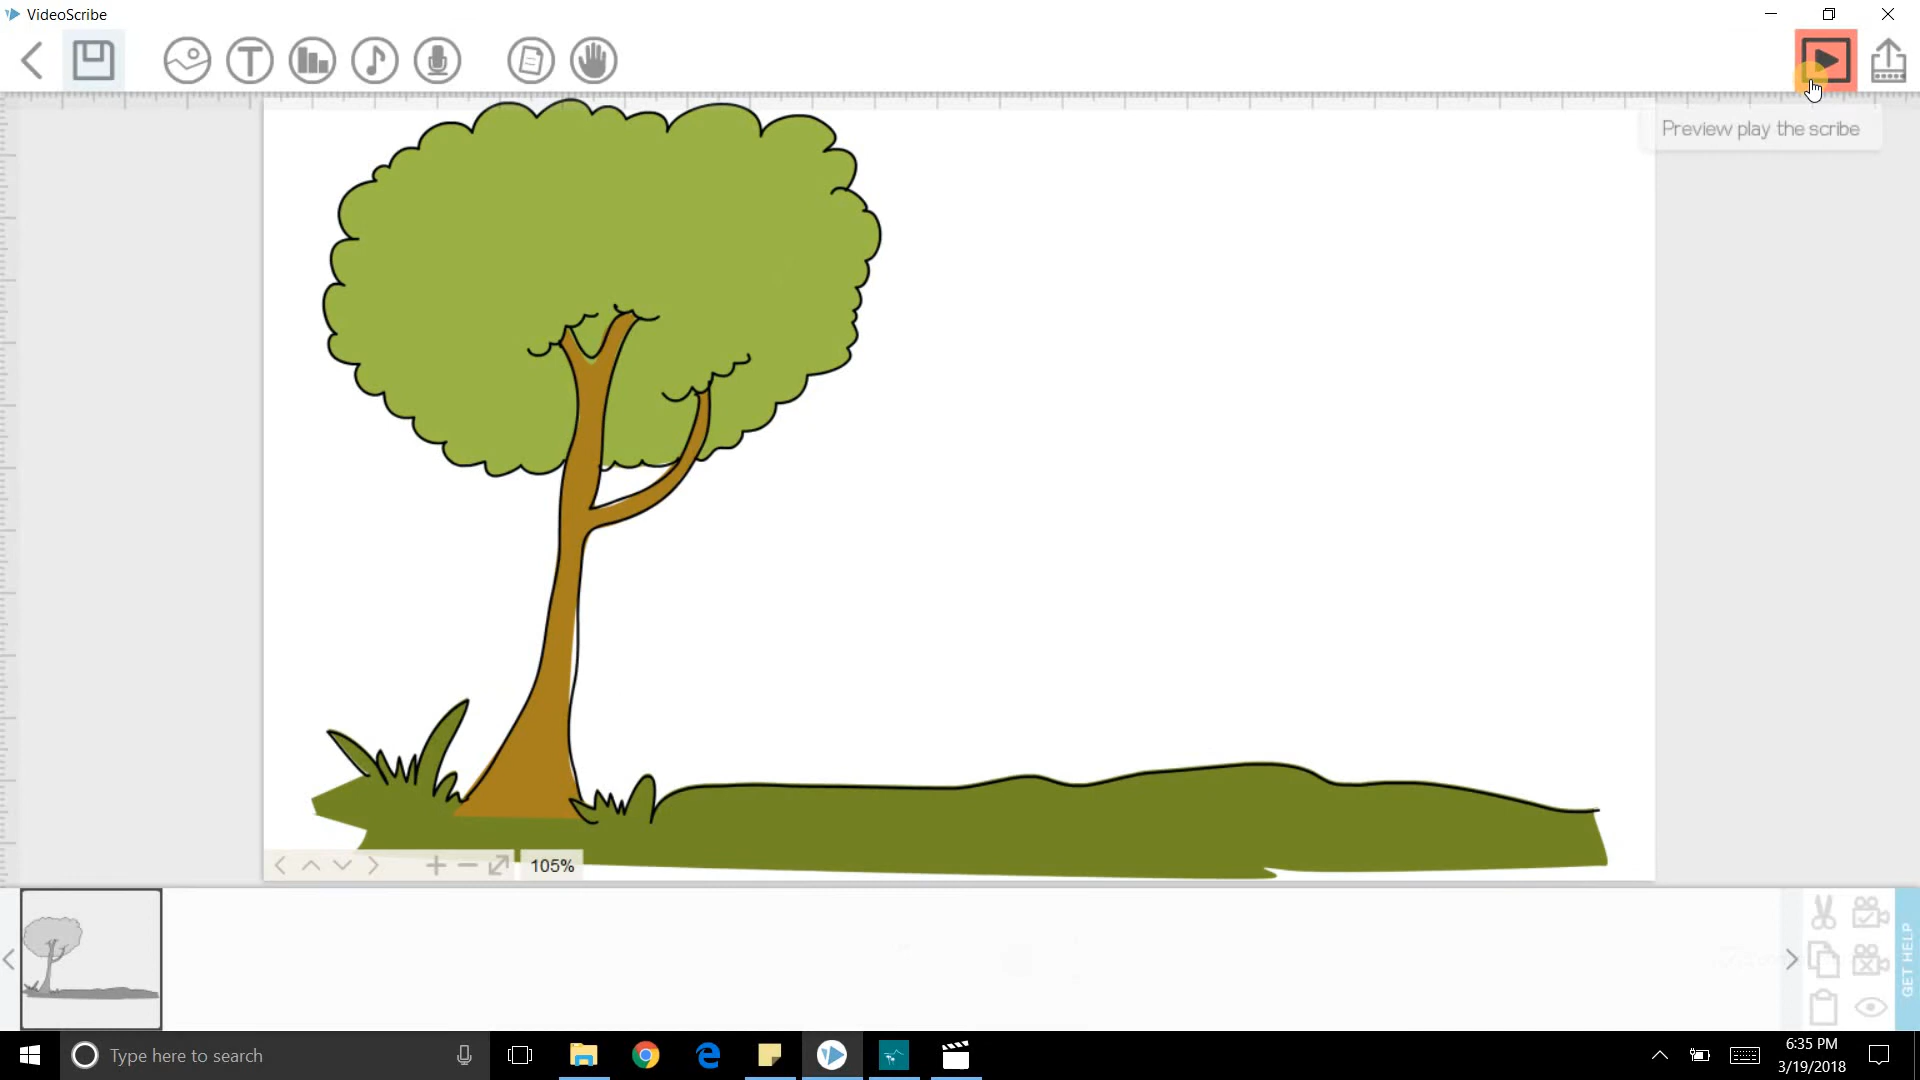 VideoScribe
T
Preview play the scribe
105%
GET HELP
Type here to search
6:35 PM
3/19/2018